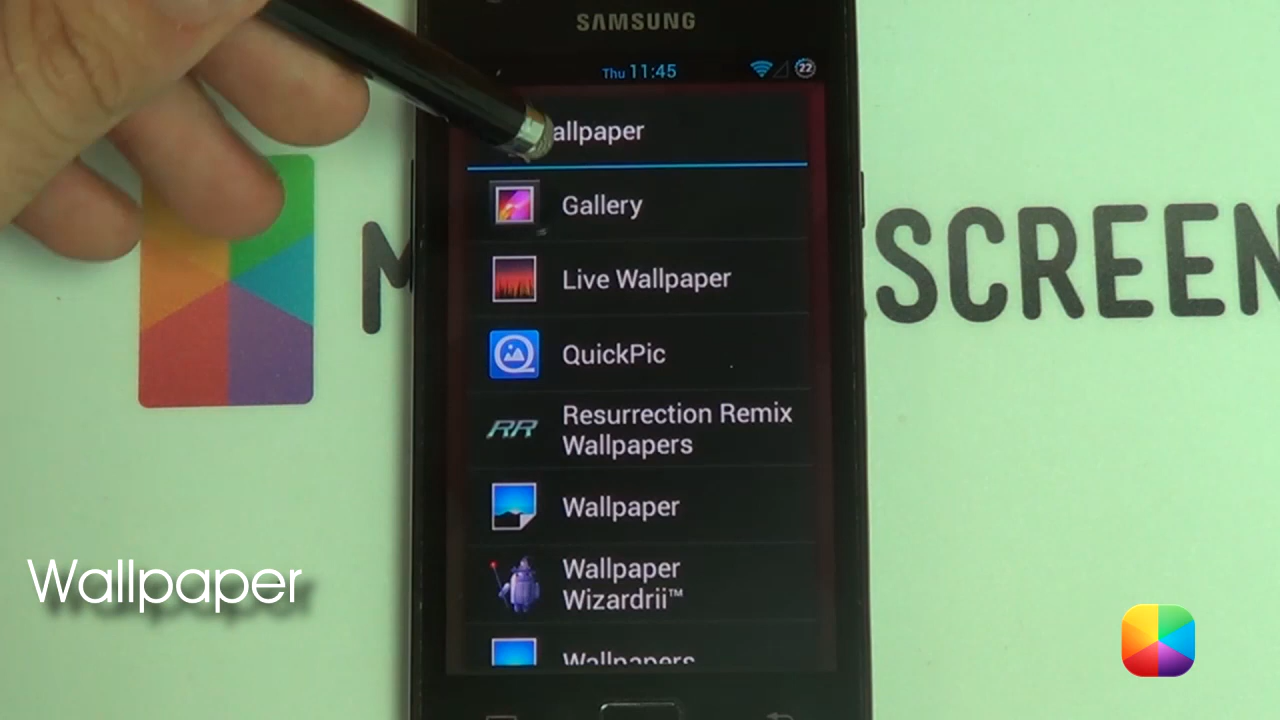 SAMSUNG
Thu 11:45
22
allpaper
Gallery
Live Wallpaper
QuickPic
RR
Resurrection Remix
Wallpapers
Wallpaper
Wallpaper
Wizardrii™
Wallpapers
M
SCREEN
Wallpaper